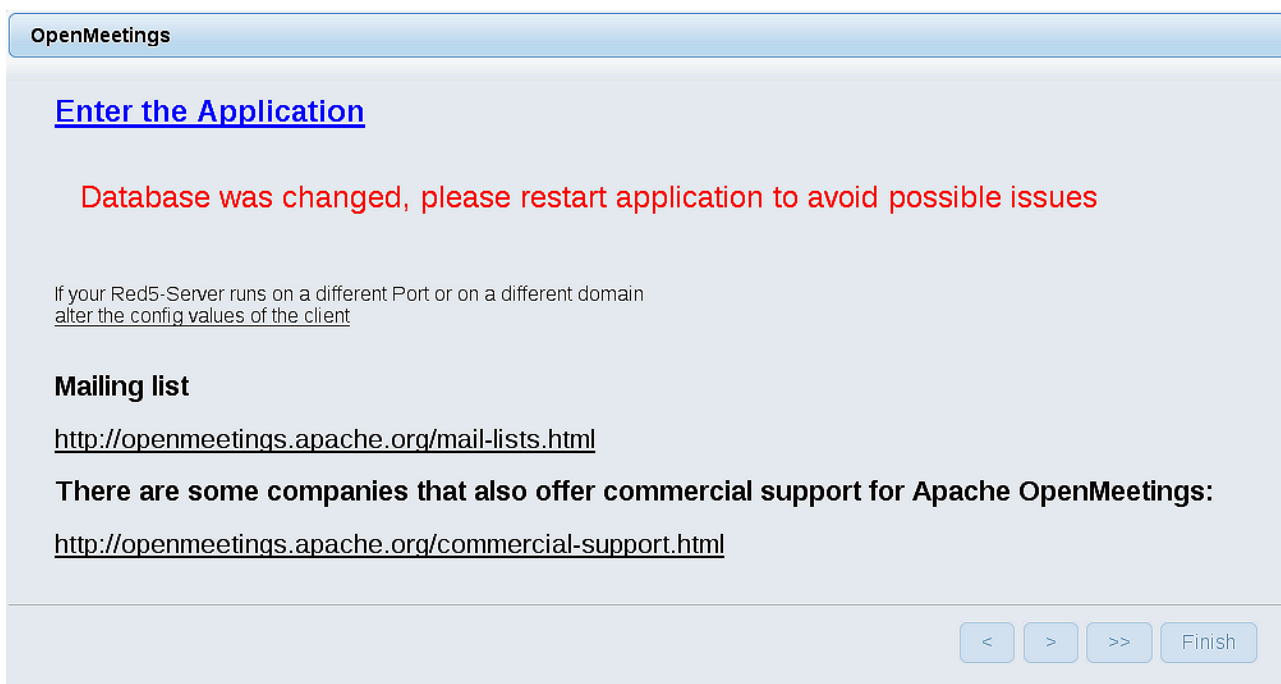 OpenMeetings
Enter the Application
Database was changed, please restart application to avoid possible issues
If your Red5-Server runs on a different Port or on a different domain
alter the config values of the client
Mailing list
http://openmeetings.apache.org/mail-lists.html
There are some companies that also offer commercial support for Apache OpenMeetings:
http://openmeetings.apache.org/commercial-support.html
< > >> Finish